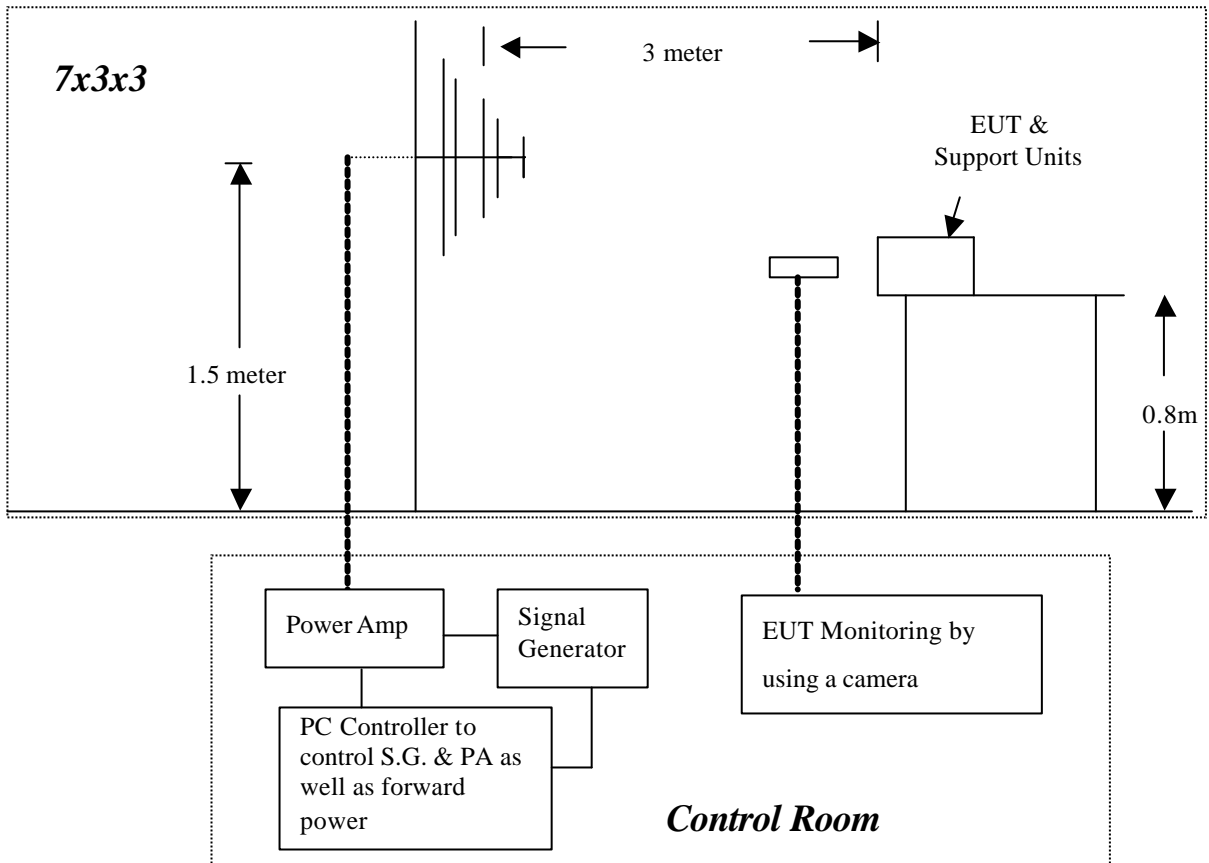 3 meter
7x3x3
EUT &
Support Units
1.5 meter
0.8m
Power Amp
Signal
Generator
EUT Monitoring by
using a camera
PC Controller to
control S.G. & PA as
well as forward
power
Control Room